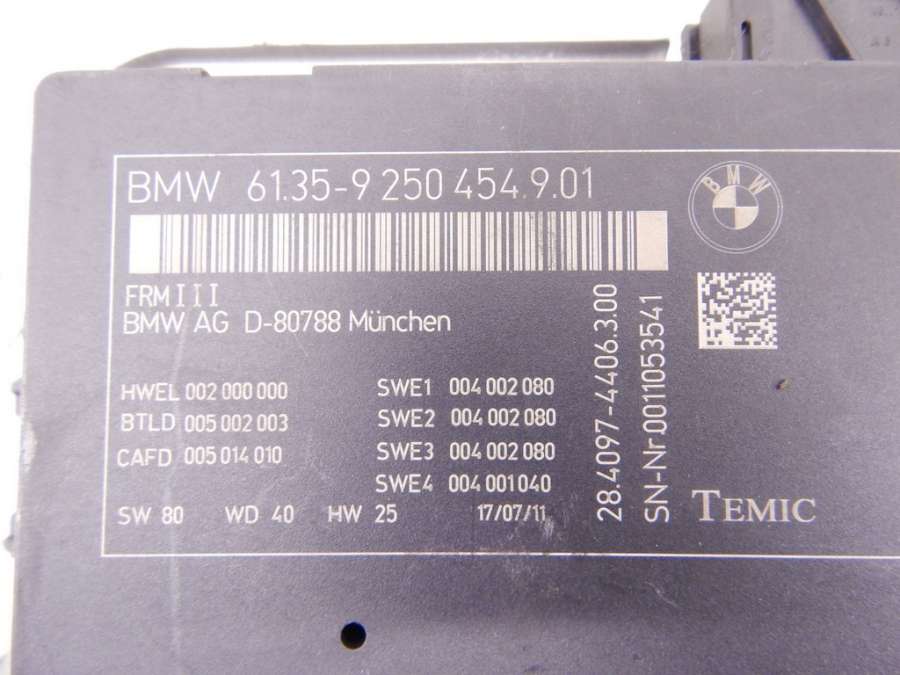 BMW 61.35-9 250 454.9.01
BMW
FRM III
BMW AG D-80788 München
HWEL 002 000 000
BTLD 005 002 003
CAFD 005 014 010
SWE1 004 002 080
SWE2 004 002 080
SWE3 004 002 080
SWE4 004 001 040
SW 80 WD 40 HW 25 17/07/11
28.4097-4406.3.00
SN-Nr.0011053541
TEMIC